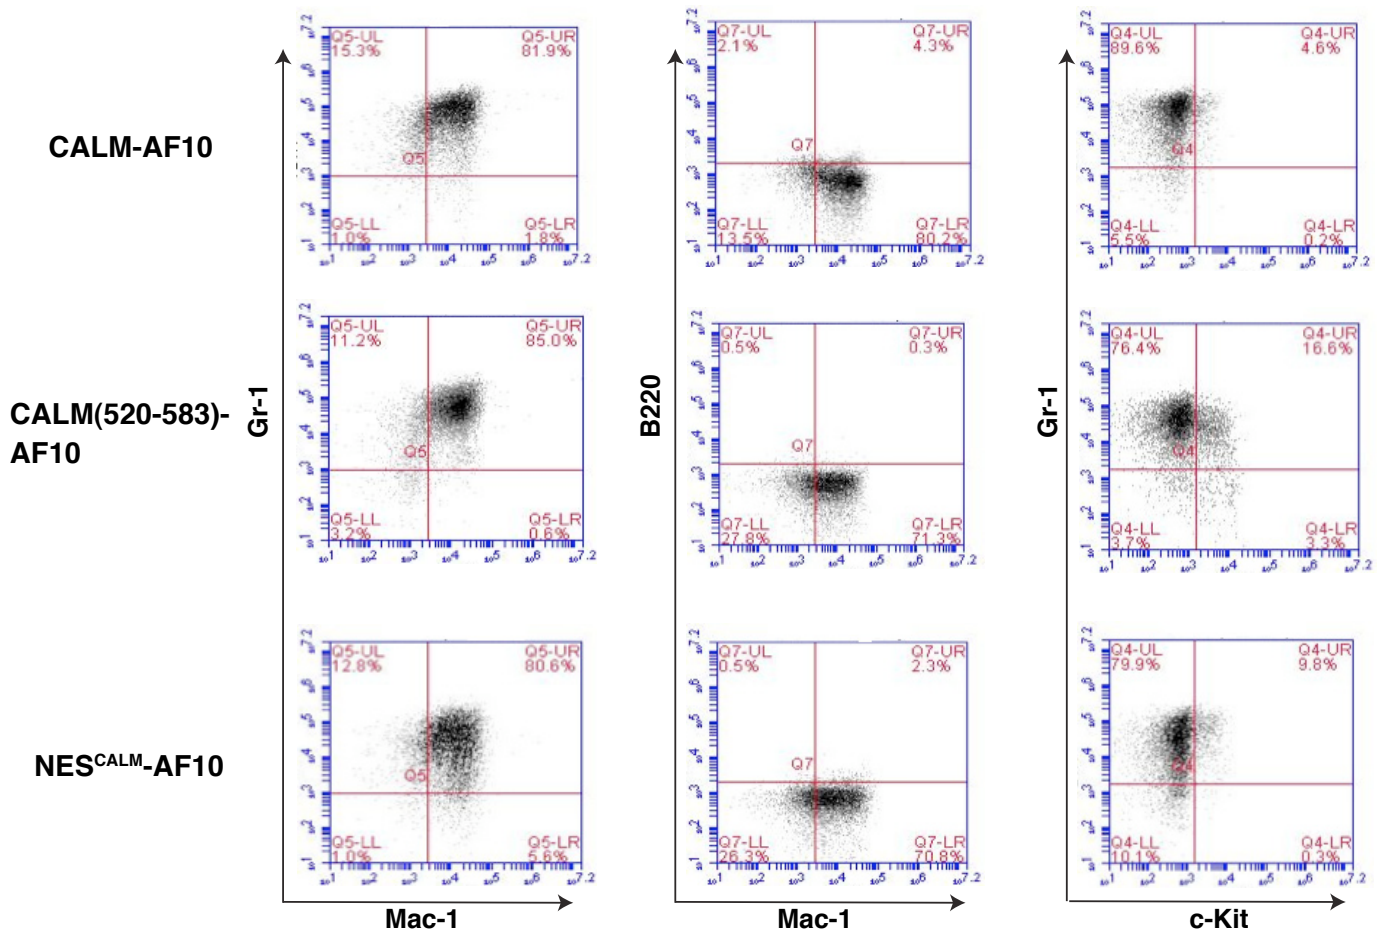 Q5-UL Q5-UR
15.3% 81.9%
Q5
Q5-LL Q5-LR
1.0% 1.8%
Q7-UL Q7-UR
2.1% 4.3%
Q7
Q7-LL Q7-LR
13.5% 80.2%
Q4-UL Q4-UR
89.6% 4.6%
Q4
Q4-LL Q4-LR
5.5% 0.2%
CALM-AF10
Q5-UL Q5-UR
11.2% 85.0%
Q5
Q5-LL Q5-LR
3.2% 0.6%
Q7-UL Q7-UR
0.5% 0.3%
Q7
Q7-LL Q7-LR
27.8% 71.3%
Q4-UL Q4-UR
76.4% 16.6%
Q4
Q4-LL Q4-LR
3.7% 3.3%
CALM(520-583)-
AF10
Gr-1
B220
Gr-1
Q5-UL Q5-UR
12.8% 80.6%
Q5
Q5-LL Q5-LR
1.0% 5.6%
Q7-UL Q7-UR
0.5% 2.3%
Q7
Q7-LL Q7-LR
26.3% 70.8%
Q4-UL Q4-UR
79.9% 9.8%
Q4
Q4-LL Q4-LR
10.1% 0.3%
NESCALM-AF10
Mac-1 Mac-1 c-Kit